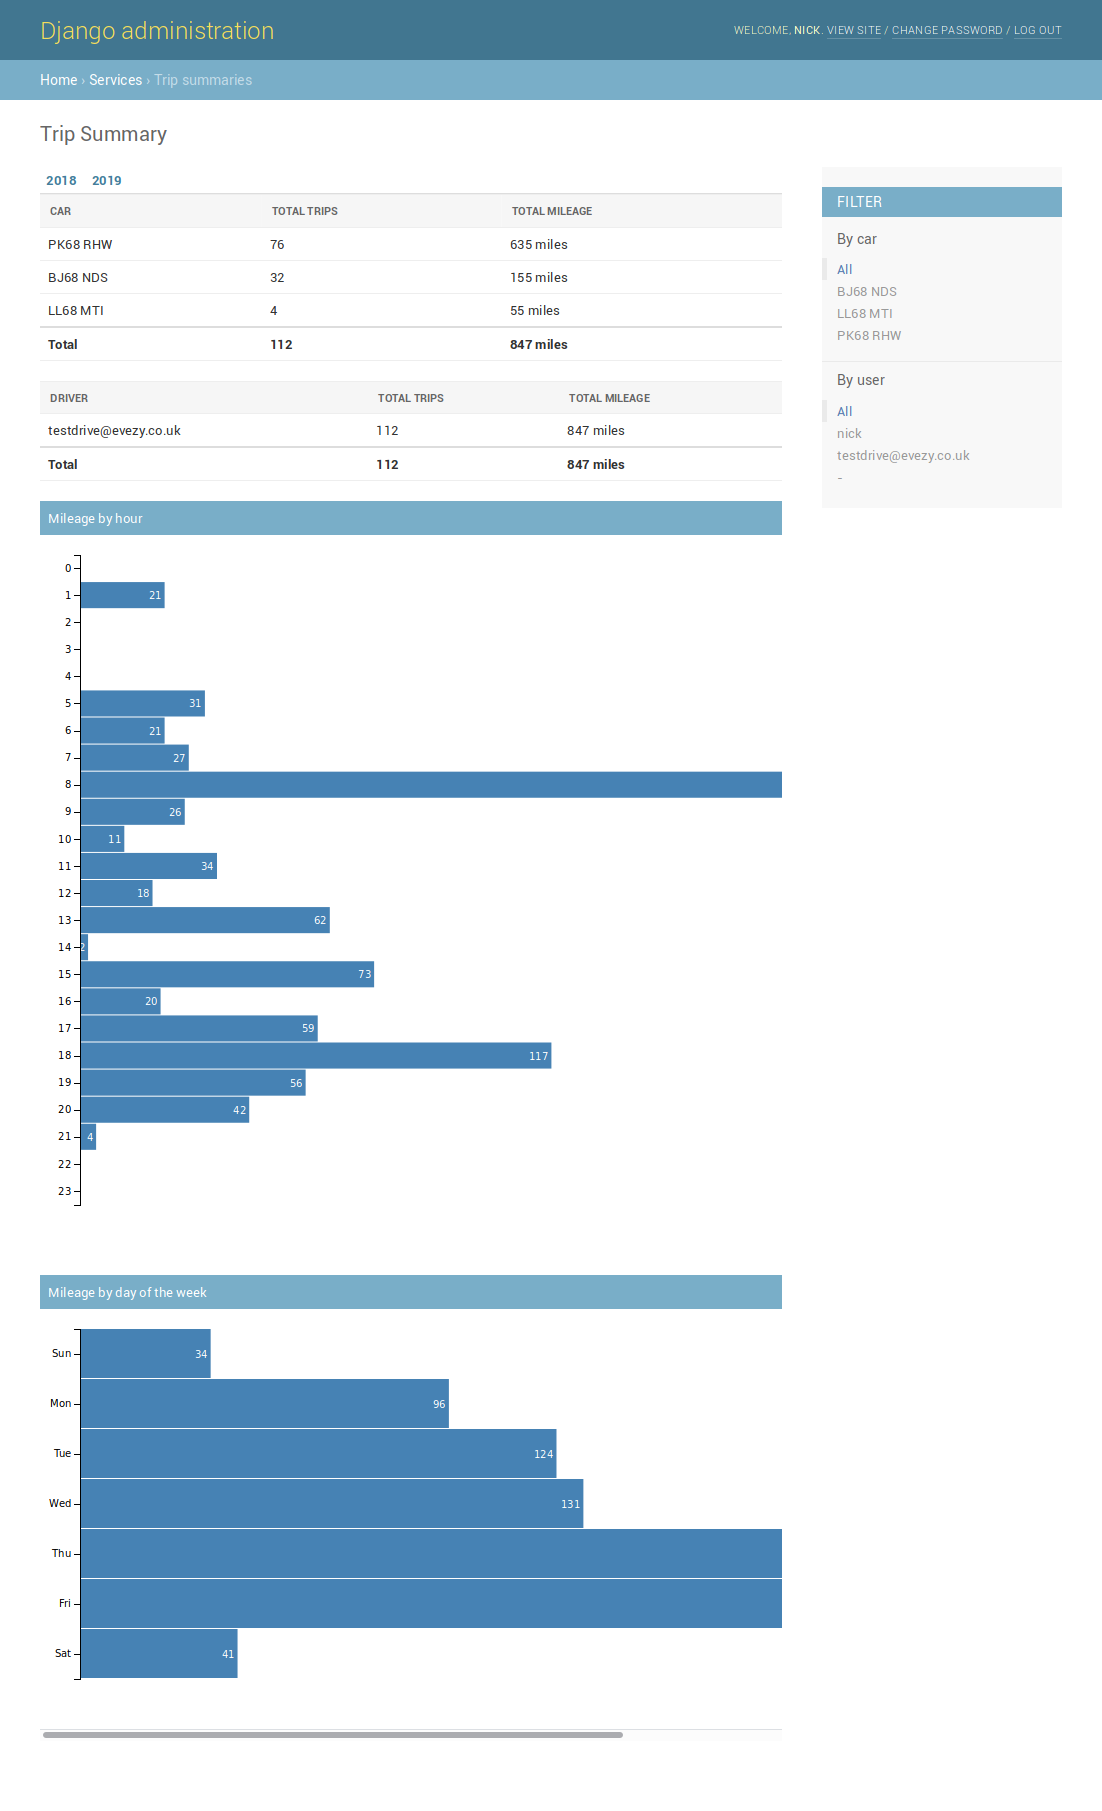 Django administration
WELCOME, NICK. VIEW SITE / CHANGE PASSWORD / LOG OUT
Home › Services › Trip summaries
Trip Summary
2018 2019
CAR TOTAL TRIPS TOTAL MILEAGE
PK68 RHW 76 635 miles
BJ68 NDS 32 155 miles
LL68 MTI 4 55 miles
Total 112 847 miles
DRIVER TOTAL TRIPS TOTAL MILEAGE
testdrive@evezy.co.uk 112 847 miles
Total 112 847 miles
Mileage by hour
0
1 21
2
3
4
5 31
6 21
7 27
8
9 26
10 11
11 34
12 18
13 62
14 2
15 73
16 20
17 59
18 117
19 56
20 42
21 4
22
23
Mileage by day of the week
Sun 34
Mon 96
Tue 124
Wed 131
Thu
Fri
Sat 41
FILTER
By car
All
BJ68 NDS
LL68 MTI
PK68 RHW
By user
All
nick
testdrive@evezy.co.uk
-